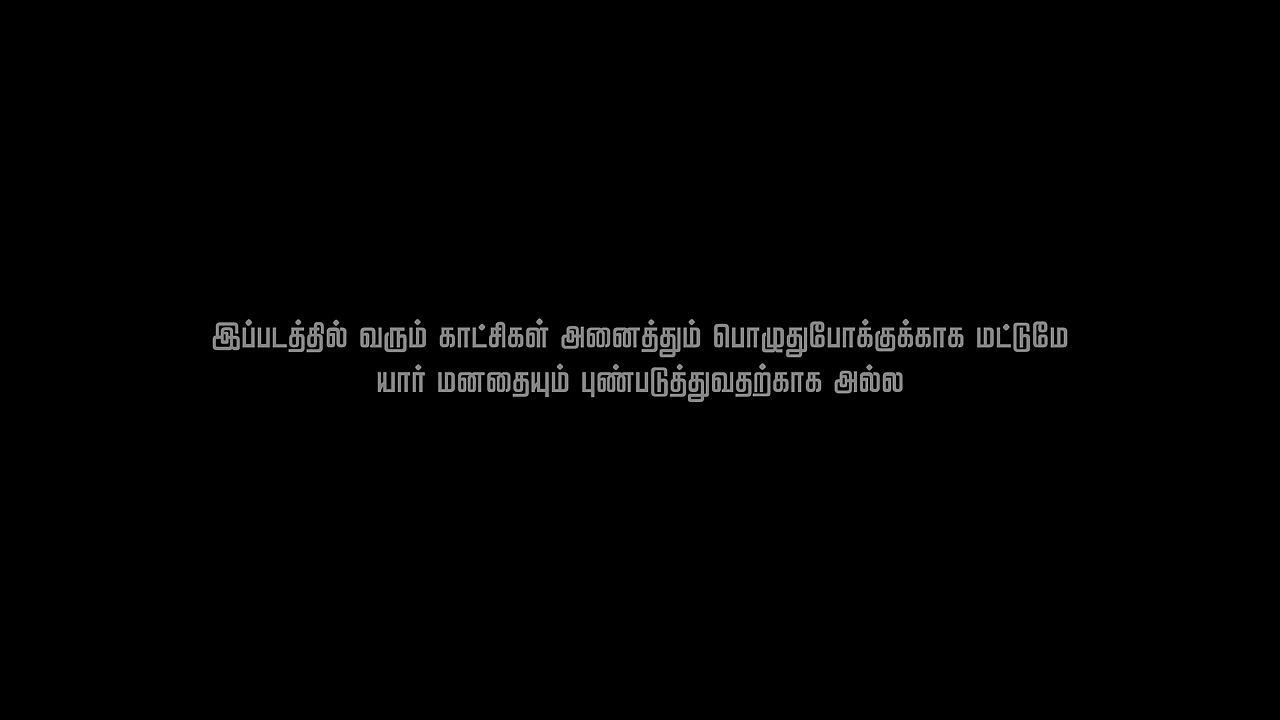 இப்படத்தில் வரும் காட்சிகள் அனைத்தும் பொழுதுபோக்குக்காக மட்டுமே
யார் மனதையும் புண்படுத்துவதற்காக அல்ல